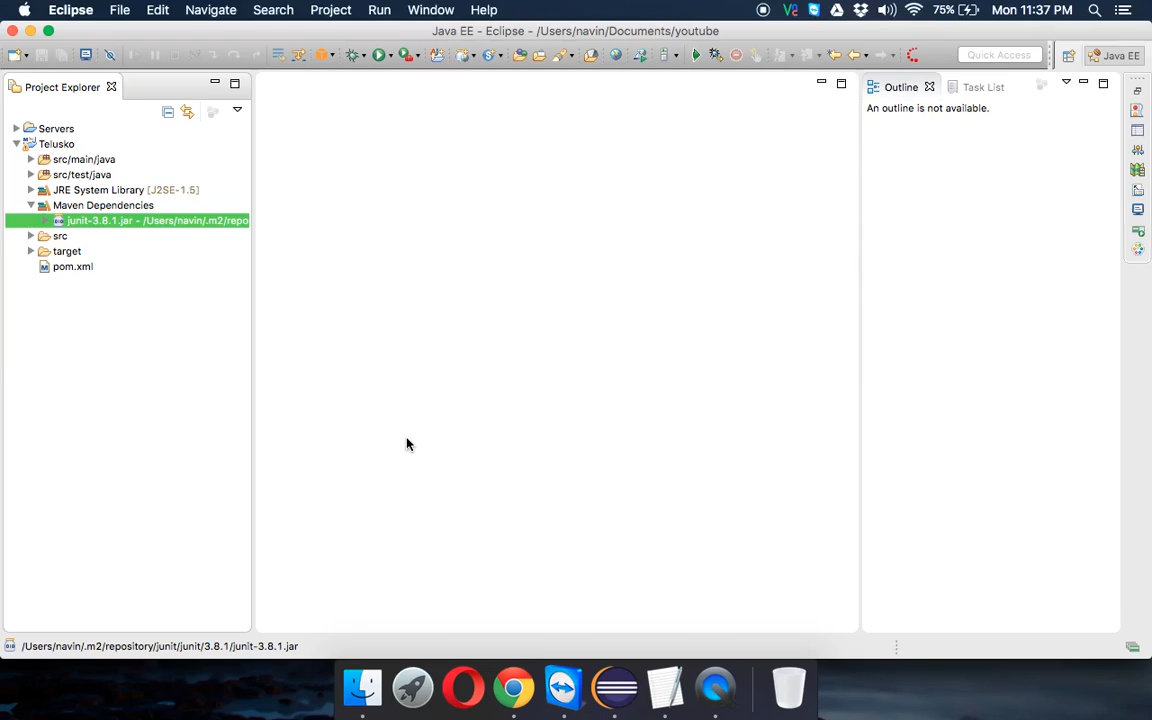 Eclipse File Edit Navigate Search Project Run Window Help 75% Mon 11:37 PM
Java EE - Eclipse - /Users/navin/Documents/youtube
Quick Access Java EE
Project Explorer
Outline Task List
An outline is not available.
Servers
Telusko
src/main/java
src/test/java
JRE System Library [J2SE-1.5]
Maven Dependencies
junit-3.8.1.jar - /Users/navin/.m2/repo
src
target
pom.xml
/Users/navin/.m2/repository/junit/junit/3.8.1/junit-3.8.1.jar